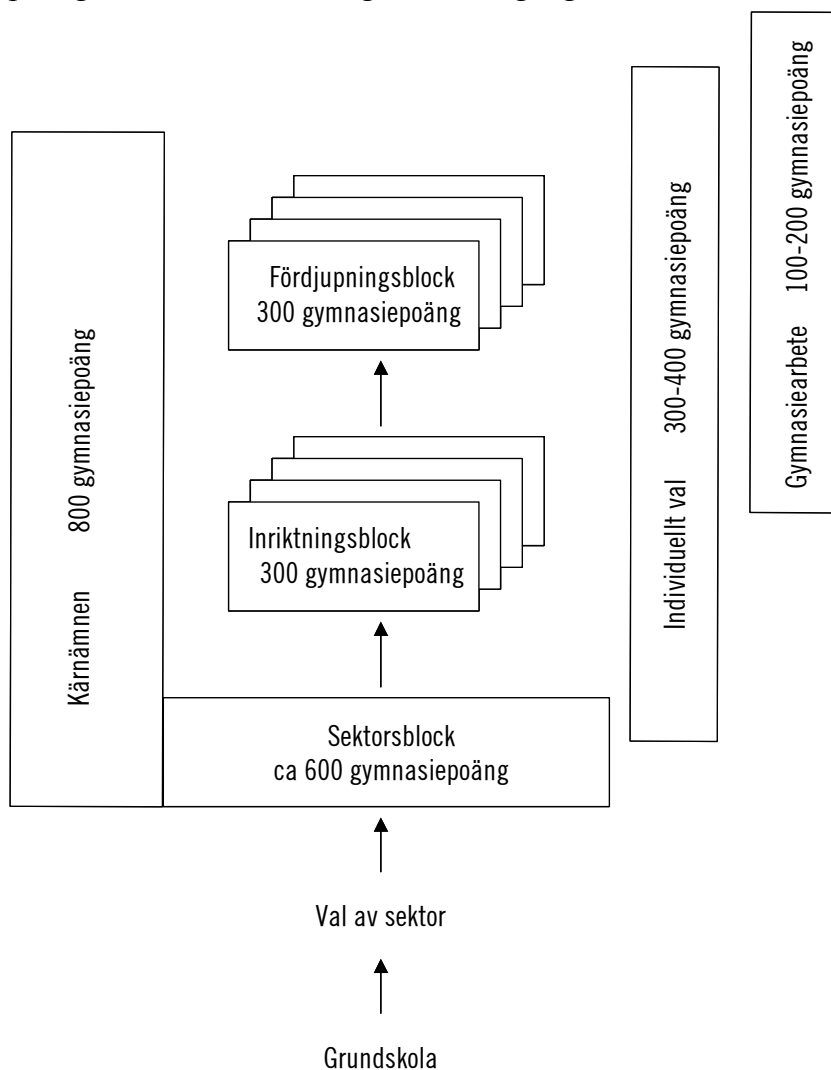 Fördjupningsblock
300 gymnasiepoäng
Inriktningsblock
300 gymnasiepoäng
Kärnämnen 800 gymnasiepoäng
Individuellt val 300-400 gymnasiepoäng
Gymnasiearbete 100-200 gymnasiepoäng
Sektorsblock
ca 600 gymnasiepoäng
Val av sektor
Grundskola